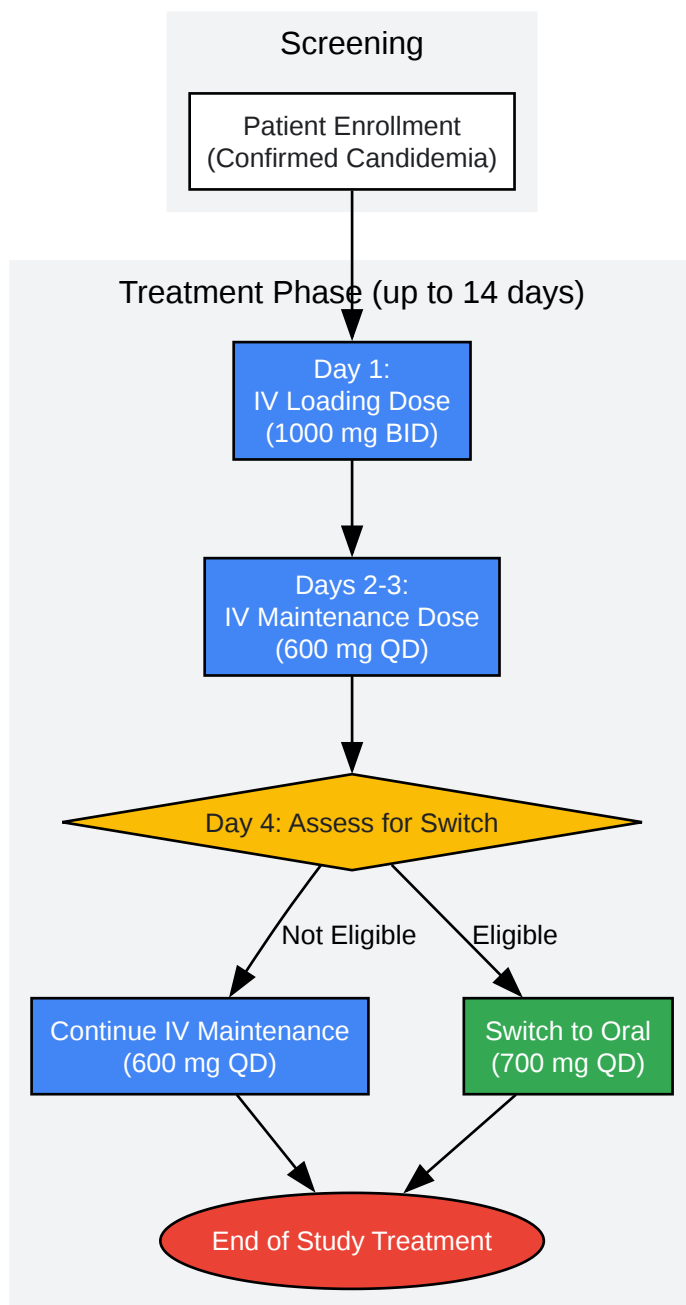 Screening
Patient Enrollment
(Confirmed Candidemia)
Treatment Phase (up to 14 days)
Day 1:
IV Loading Dose
(1000 mg BID)
Days 2-3:
IV Maintenance Dose
(600 mg QD)
Day 4: Assess for Switch
Not Eligible
Eligible
Continue IV Maintenance
(600 mg QD)
Switch to Oral
(700 mg QD)
End of Study Treatment